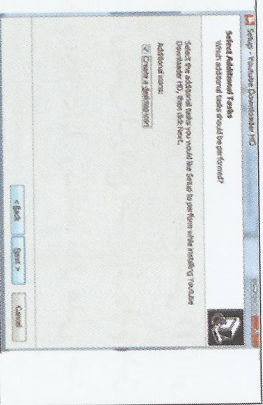 Setup - Youtube Downloader HD
Select Additional Tasks
Which additional tasks should be performed?
Select the additional tasks you would like Setup to perform while installing Youtube
Downloader HD, then click Next.
Additional icons:
Create a desktop icon
< Back
Next >
Cancel